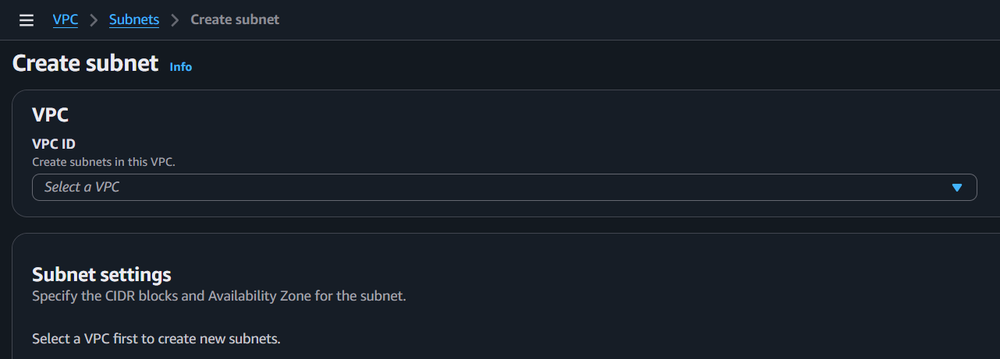 VPC > Subnets > Create subnet
Create subnet Info
VPC
VPC ID
Create subnets in this VPC.
Select a VPC
Subnet settings
Specify the CIDR blocks and Availability Zone for the subnet.
Select a VPC first to create new subnets.